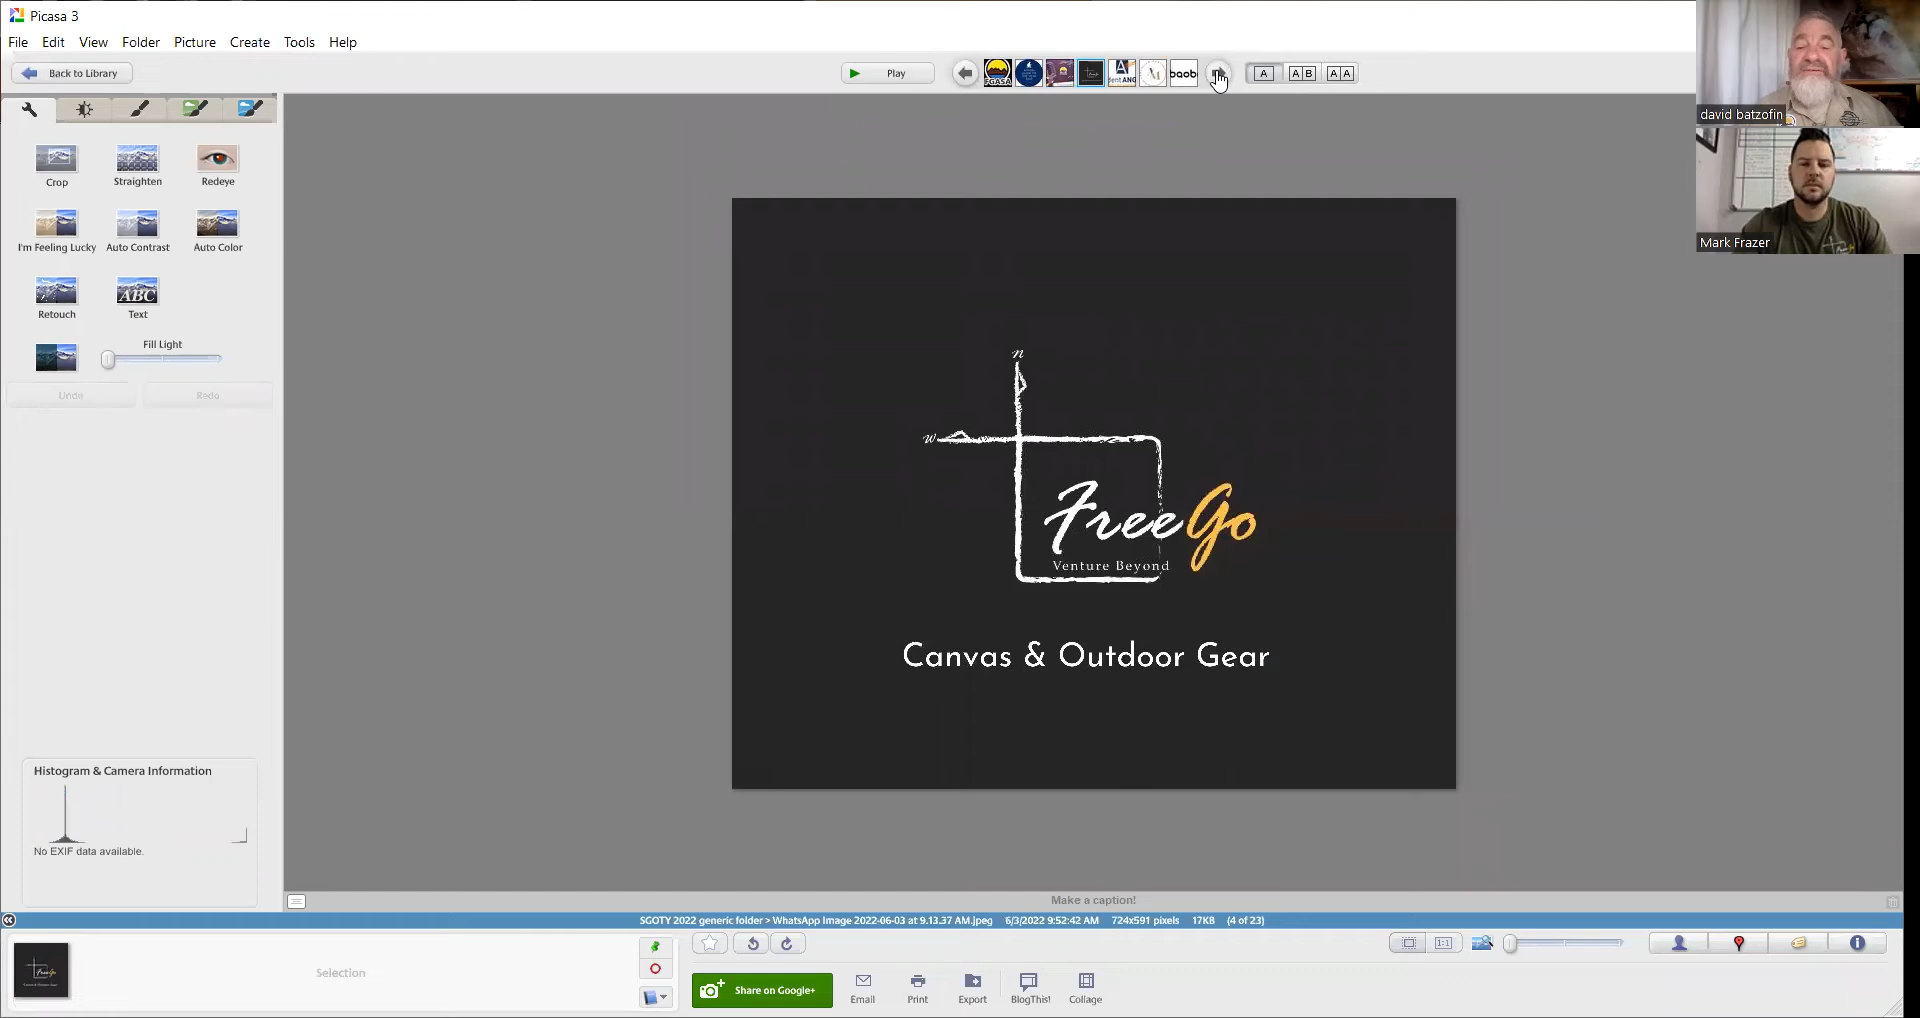 Picasa 3
File Edit View Folder Picture Create Tools Help
Back to Library
Play
FGASA
baob
A
A B
A A
david batzofin
Mark Frazer
Crop Straighten Redeye
I'm Feeling Lucky Auto Contrast Auto Color
Retouch ABC Text
Fill Light
Undo Redo
n
w
FreeGo
Venture Beyond
Canvas & Outdoor Gear
Histogram & Camera Information
No EXIF data available.
Make a caption!
SGOTY 2022 generic folder > WhatsApp Image 2022-06-03 at 9.13.37 AM.jpeg 6/3/2022 9:52:42 AM 724x591 pixels 17KB (4 of 23)
Selection
1:1
Share on Google+
Email Print Export BlogThis! Collage